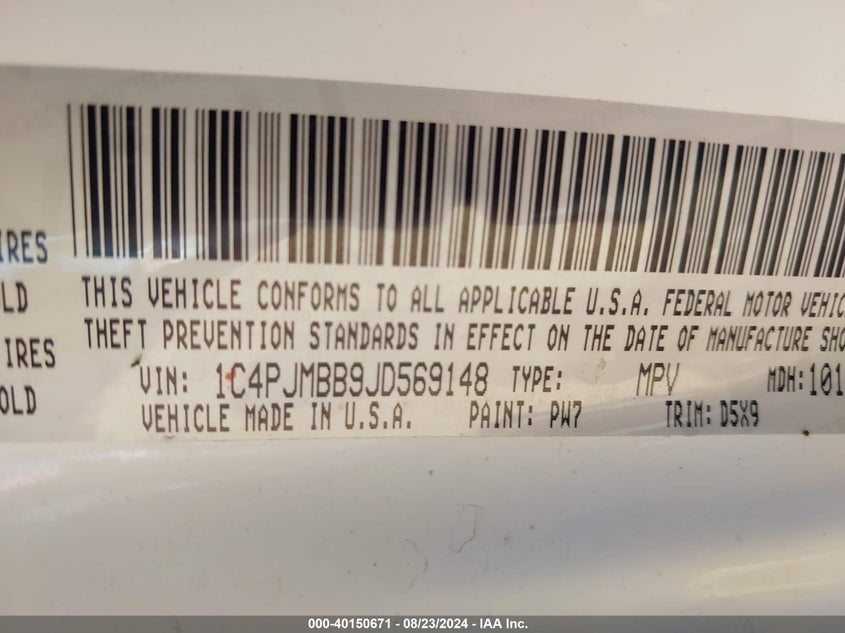 IRES
OLD
IRES
OLD
THIS VEHICLE CONFORMS TO ALL APPLICABLE U.S.A. FEDERAL MOTOR VEHIC
THEFT PREVENTION STANDARDS IN EFFECT ON THE DATE OF MANUFACTURE SHO
VIN: 1C4PJMBB9JD569148 TYPE: MPV MDH: 101
VEHICLE MADE IN U.S.A. PAINT: PW7 TRIM: D5X9
000-40150671 - 08/23/2024 - IAA Inc.